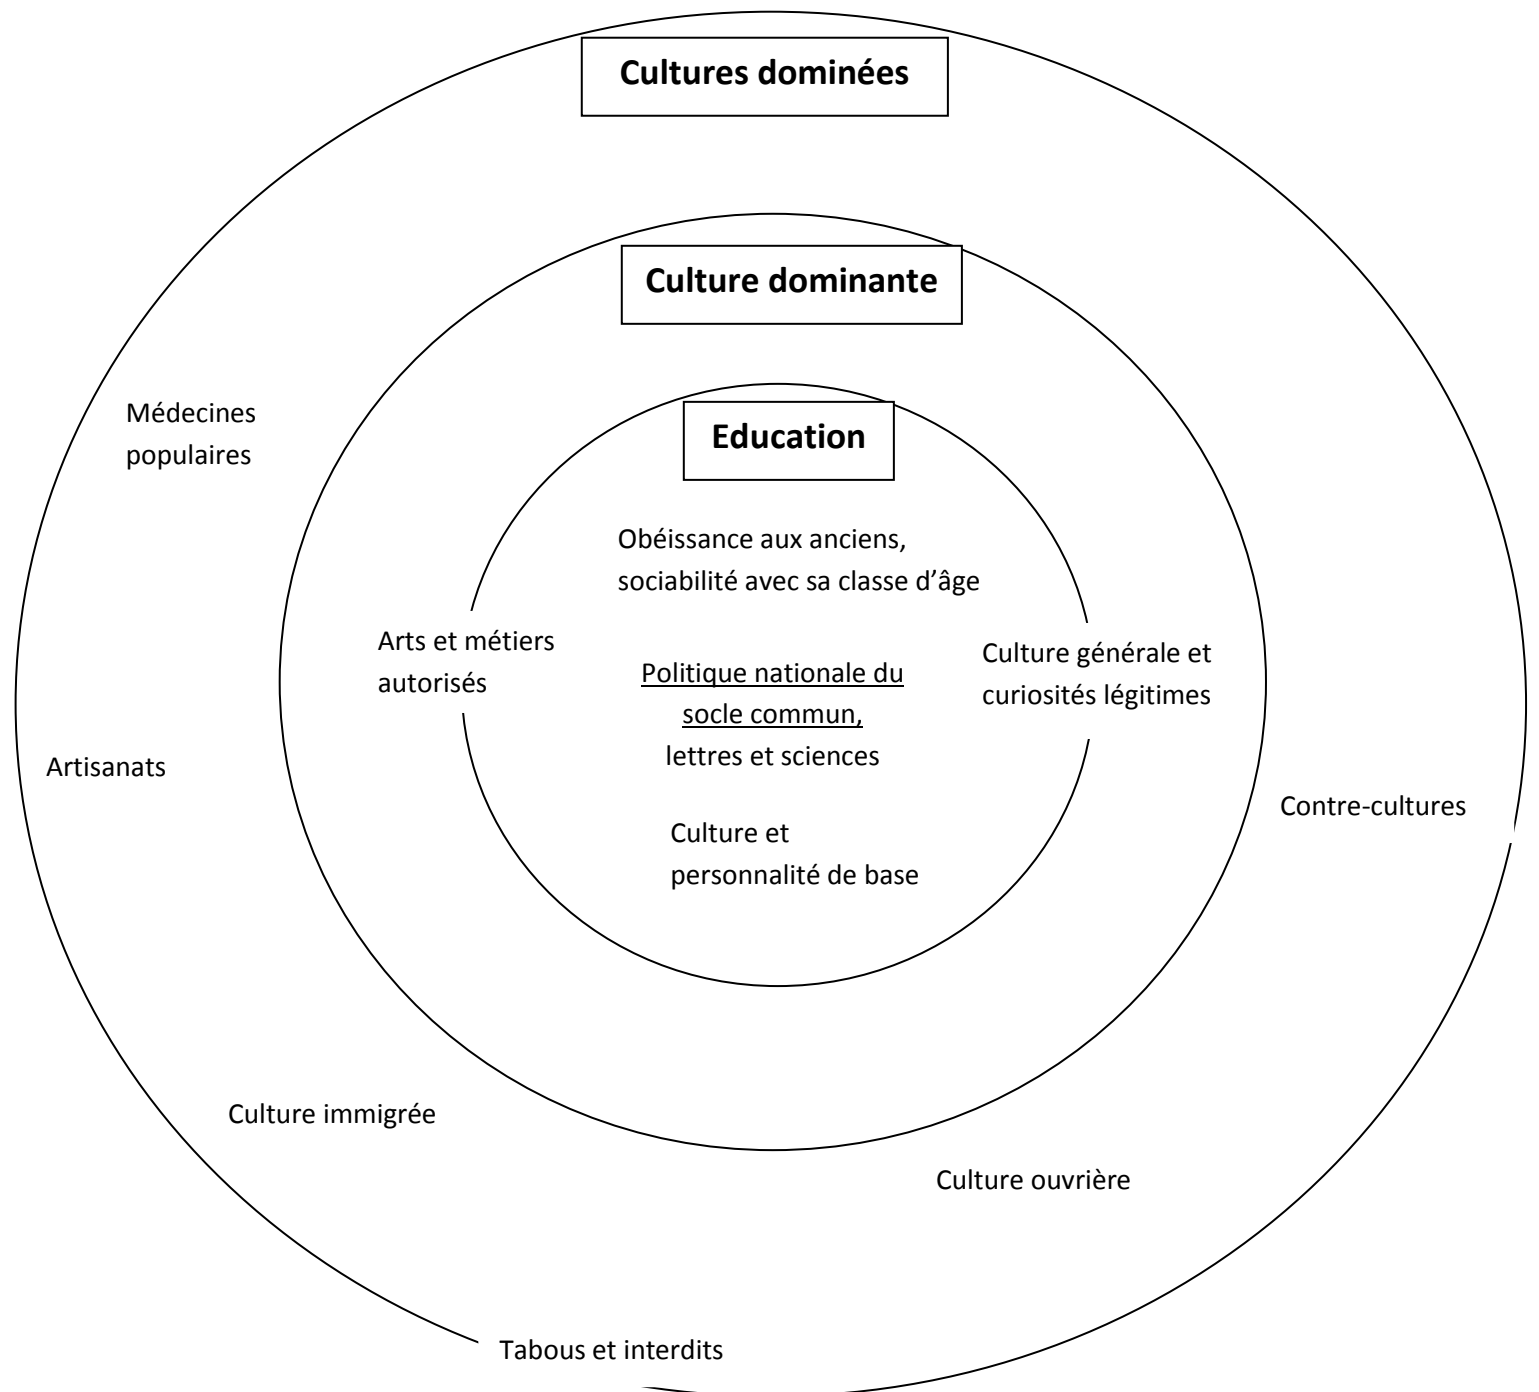 Cultures dominées
Culture dominante
Médecines
populaires
Education
Obéissance aux anciens,
sociabilité avec sa classe d’âge
Arts et métiers
autorisés
Culture générale et
curiosités légitimes
Politique nationale du
socle commun,
lettres et sciences
Artisanats
Contre-cultures
Culture et
personnalité de base
Culture immigrée
Culture ouvrière
Tabous et interdits